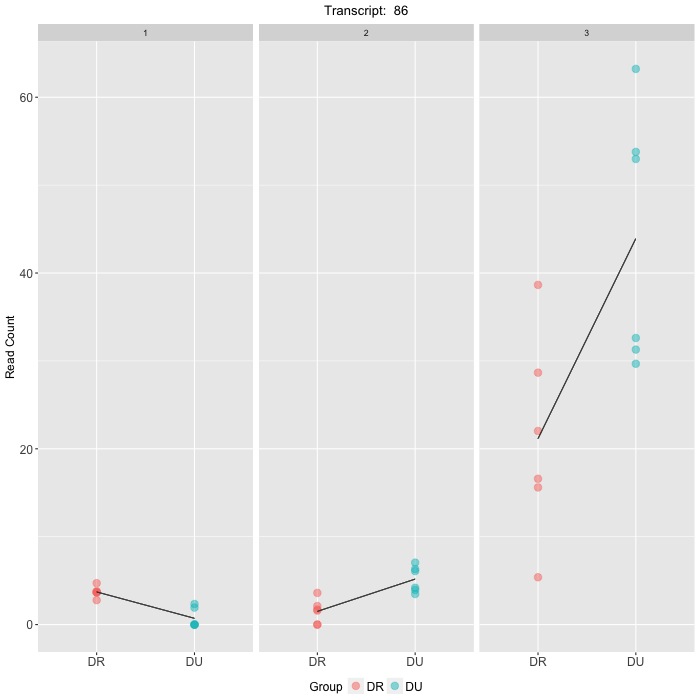 Transcript:  86
1 2 3
Read Count
60
40
20
0
DR DU DR DU DR DU
Group DR DU